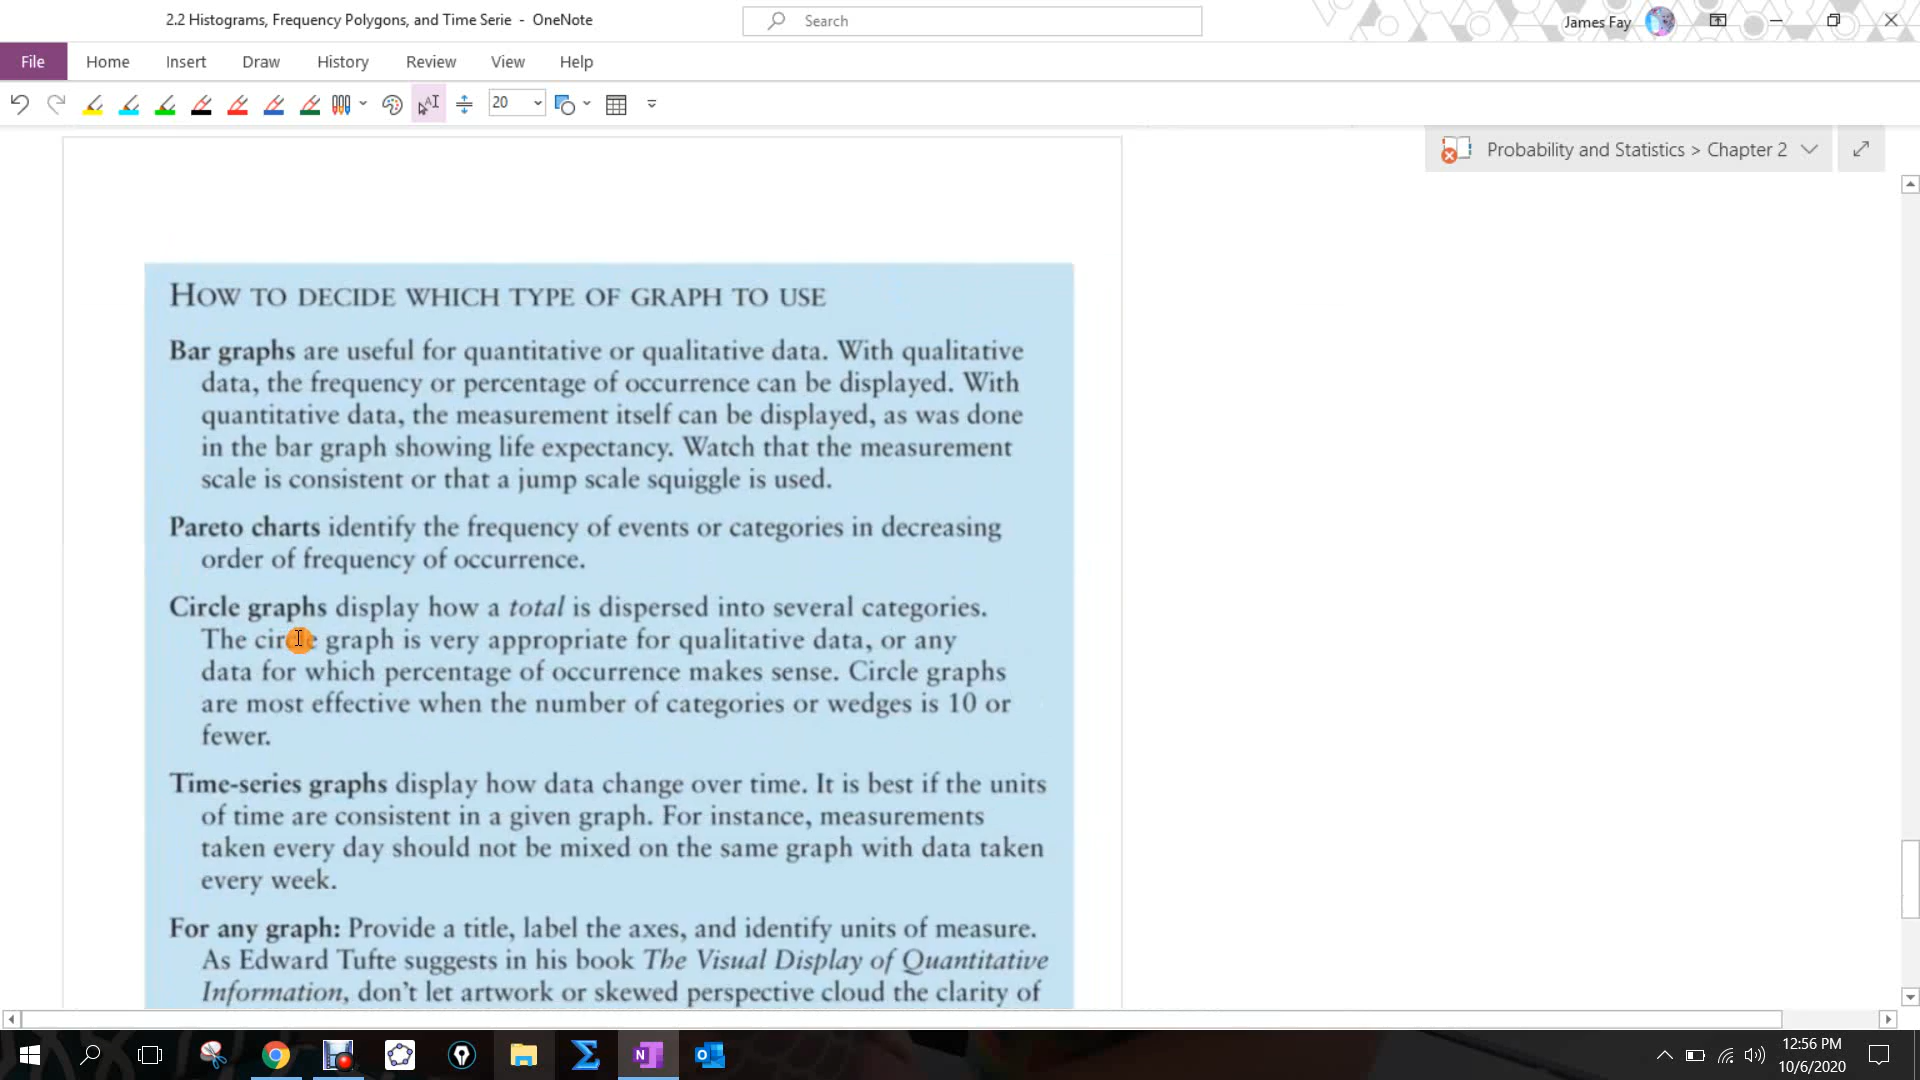 2.2 Histograms, Frequency Polygons, and Time Serie - OneNote
Search
James Fay
File Home Insert Draw History Review View Help
20
Probability and Statistics > Chapter 2
HOW TO DECIDE WHICH TYPE OF GRAPH TO USE
Bar graphs are useful for quantitative or qualitative data. With qualitative
data, the frequency or percentage of occurrence can be displayed. With
quantitative data, the measurement itself can be displayed, as was done
in the bar graph showing life expectancy. Watch that the measurement
scale is consistent or that a jump scale squiggle is used.
Pareto charts identify the frequency of events or categories in decreasing
order of frequency of occurrence.
Circle graphs display how a total is dispersed into several categories.
The circle graph is very appropriate for qualitative data, or any
data for which percentage of occurrence makes sense. Circle graphs
are most effective when the number of categories or wedges is 10 or
fewer.
Time-series graphs display how data change over time. It is best if the units
of time are consistent in a given graph. For instance, measurements
taken every day should not be mixed on the same graph with data taken
every week.
For any graph: Provide a title, label the axes, and identify units of measure.
As Edward Tufte suggests in his book The Visual Display of Quantitative
Information, don't let artwork or skewed perspective cloud the clarity of
12:56 PM
10/6/2020